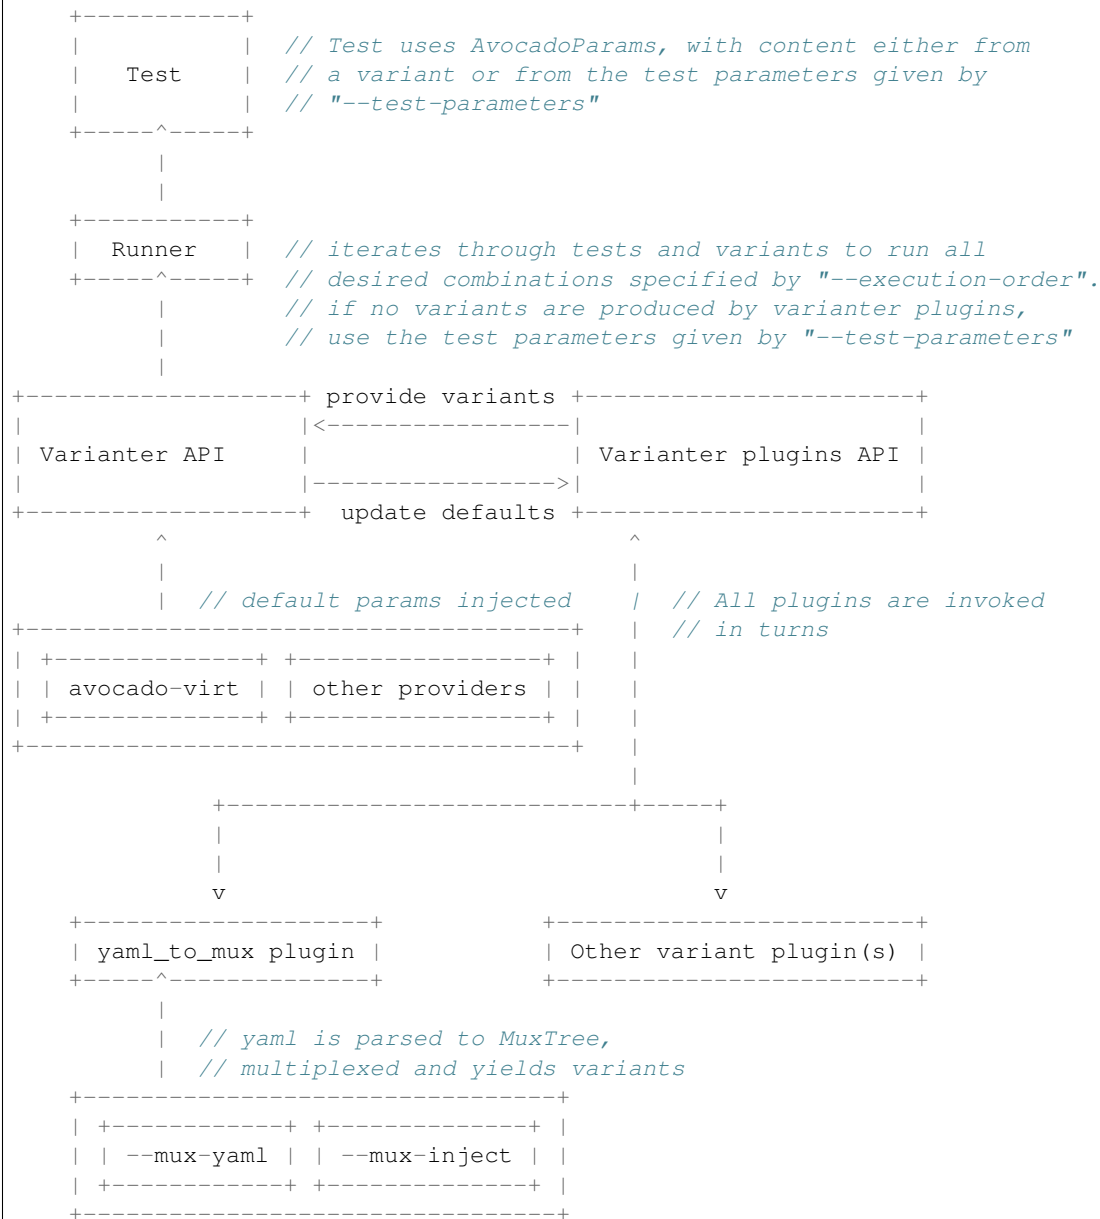 +-----------+
    |           |  // Test uses AvocadoParams, with content either from
    |   Test    |  // a variant or from the test parameters given by
    |           |  // "--test-parameters"
    +-----^-----+
          |
          |
    +-----------+
    |  Runner   |  // iterates through tests and variants to run all
    +-----^-----+  // desired combinations specified by "--execution-order".
          |        // if no variants are produced by varianter plugins,
          |        // use the test parameters given by "--test-parameters"
          |
+-------------------+ provide variants +-----------------------+
|                   |<-----------------|                       |
| Varianter API     |                  | Varianter plugins API |
|                   |----------------->|                       |
+-------------------+  update defaults +-----------------------+
          ^                                ^
          |                                |
          |  // default params injected    |  // All plugins are invoked
+--------------------------------------+   |  // in turns
| +--------------+ +-----------------+ |   |
| | avocado-virt | | other providers | |   |
| +--------------+ +-----------------+ |   |
+--------------------------------------+   |
                                           |
              +----------------------------+-----+
              |                                  |
              |                                  |
              v                                  v
    +--------------------+           +-------------------------+
    | yaml_to_mux plugin |           | Other variant plugin(s) |
    +-----^--------------+           +-------------------------+
          |
          |  // yaml is parsed to MuxTree,
          |  // multiplexed and yields variants
    +---------------------------------+
    | +------------+ +--------------+ |
    | | --mux-yaml | | --mux-inject | |
    | +------------+ +--------------+ |
    +---------------------------------+